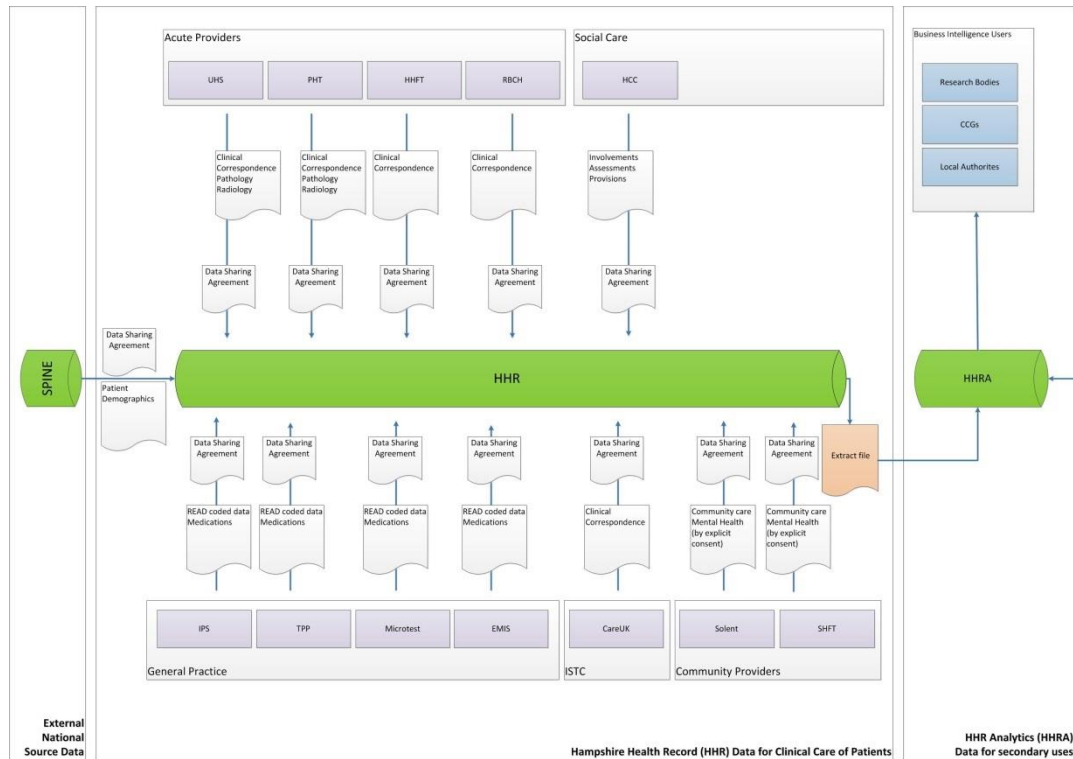 Acute Providers
Social Care
Business Intelligence Users
UHS
PHT
HHFT
RBCH
HCC
Research Bodies
CCGs
Local Authorites
Clinical
Correspondence
Pathology
Radiology
Clinical
Correspondence
Pathology
Radiology
Clinical
Correspondence
Clinical
Correspondence
Involvements
Assessments
Provisions
Data Sharing
Agreement
Data Sharing
Agreement
Data Sharing
Agreement
Data Sharing
Agreement
Data Sharing
Agreement
Data Sharing
Agreement
SPINE
HHR
HHRA
Patient
Demographics
Data Sharing
Agreement
Data Sharing
Agreement
Data Sharing
Agreement
Data Sharing
Agreement
Data Sharing
Agreement
Data Sharing
Agreement
Data Sharing
Agreement
Extract file
READ coded data
Medications
READ coded data
Medications
READ coded data
Medications
READ coded data
Medications
Clinical
Correspondence
Community care
Mental Health
(by explicit
consent)
Community care
Mental Health
(by explicit
consent)
IPS
TPP
Microtest
EMIS
CareUK
Solent
SHFT
General Practice
ISTC
Community Providers
External
National
Source Data
Hampshire Health Record (HHR) Data for Clinical Care of Patients
HHR Analytics (HHRA)
Data for secondary uses